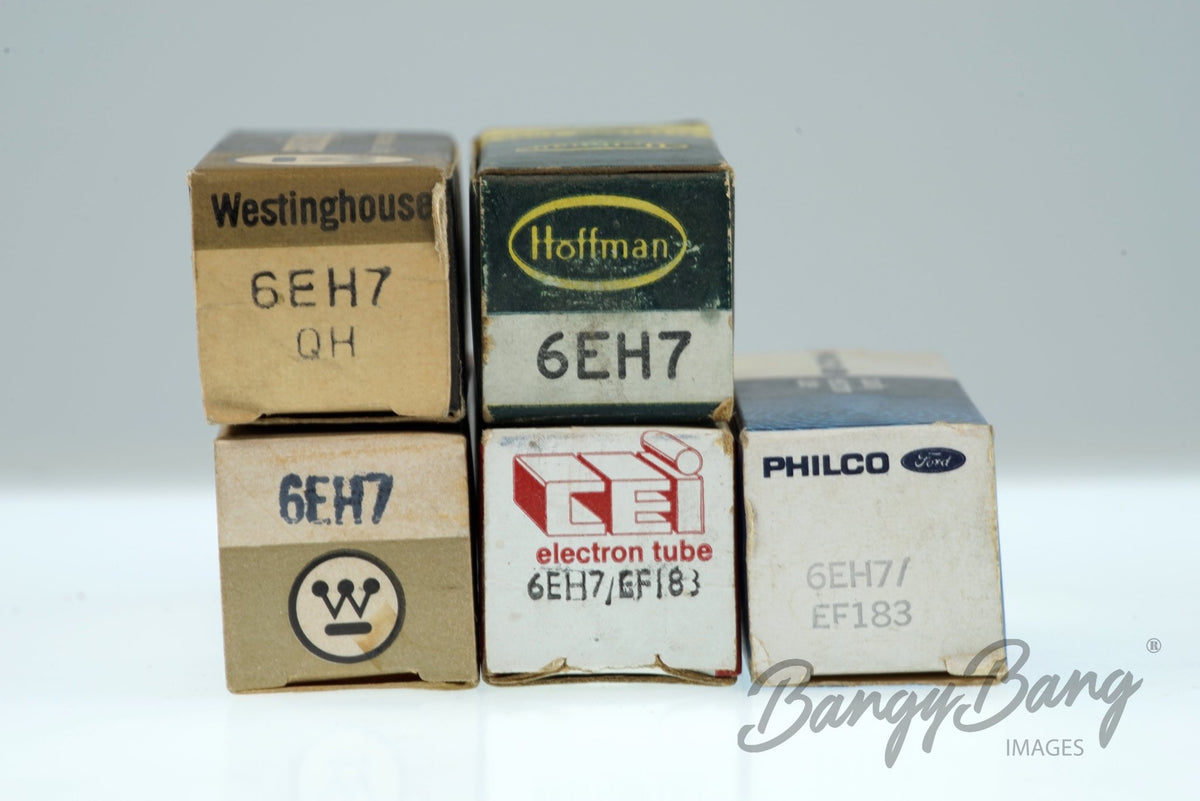 Westinghouse
6EH7
QH
Hoffman
6EH7
6EH7
W
CEi
electron tube
6EH7/EF183
PHILCO Ford
6EH7/
EF183
BangyBang ®
IMAGES